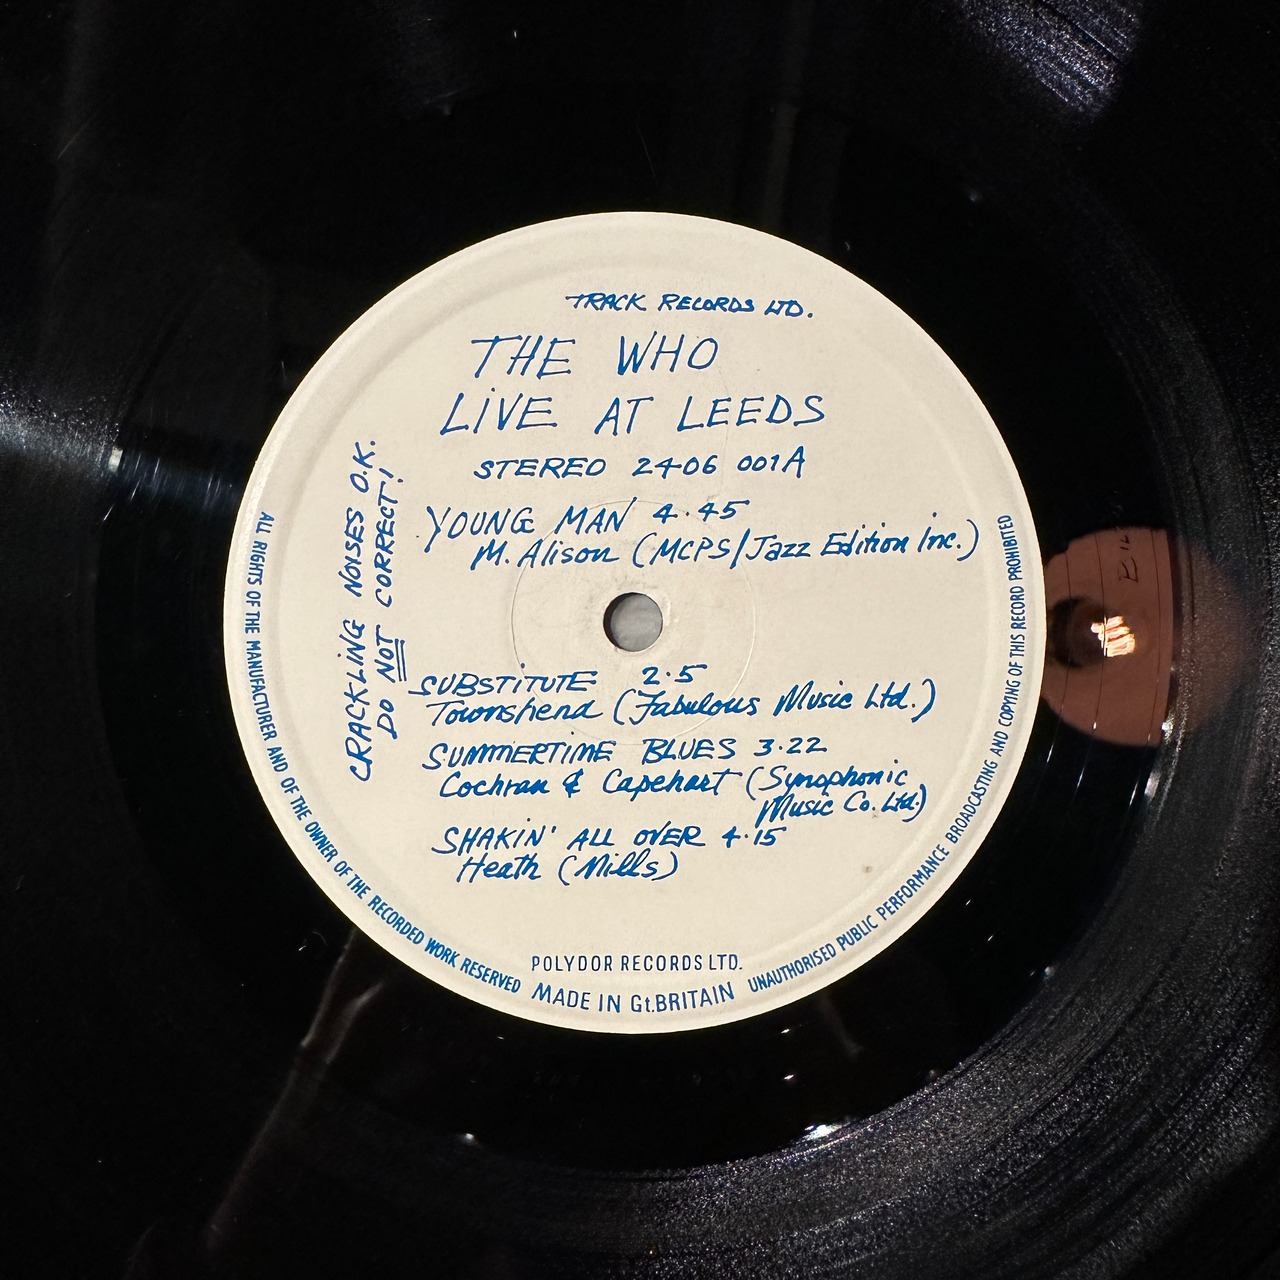 TRACK RECORDS LTD.
THE WHO
LIVE AT LEEDS
STEREO 2406 001A
CRACKLING NOISES O.K.
DO NOT CORRECT!
YOUNG MAN 4.45
M. Alison (MCPS/Jazz Edition Inc.)
SUBSTITUTE 2.5
Townshend (Fabulous Music Ltd.)
SUMMERTIME BLUES 3.22
Cochran & Capehart (Synophonic
Music Co. Ltd.)
SHAKIN' ALL OVER 4.15
Heath (Mills)
POLYDOR RECORDS LTD.
MADE IN Gt.BRITAIN
ALL RIGHTS OF THE MANUFACTURER AND OF THE OWNER OF THE RECORDED WORK RESERVED
UNAUTHORISED PUBLIC PERFORMANCE BROADCASTING AND COPYING OF THIS RECORD PROHIBITED